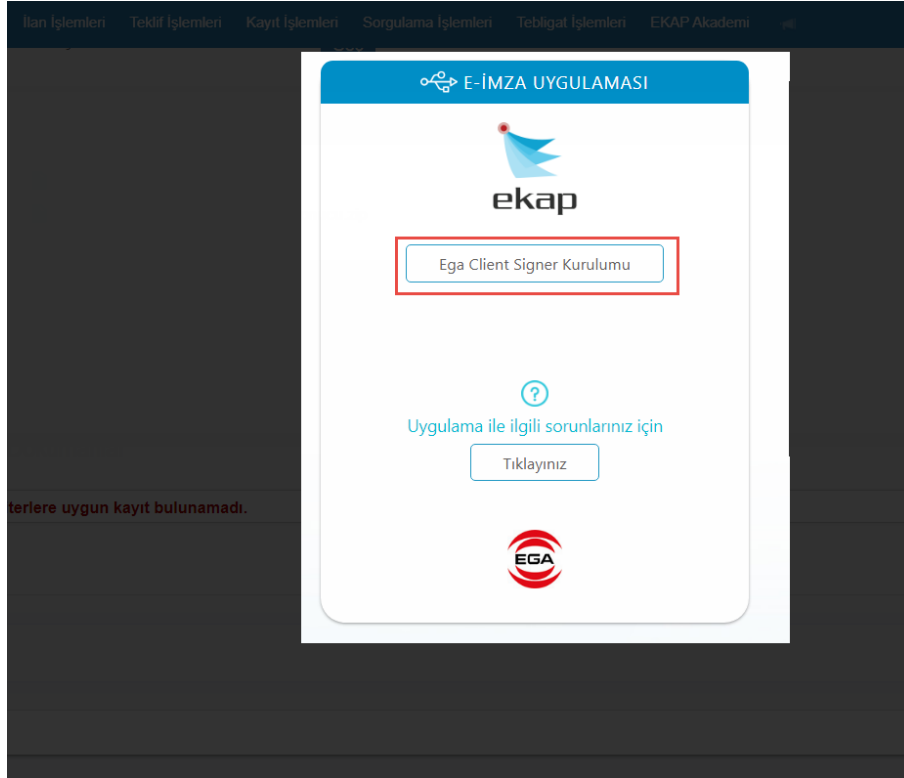 İlan İşlemleri Teklif İşlemleri Kayıt İşlemleri Sorgulama İşlemleri Tebligat İşlemleri EKAP Akademi
E-İMZA UYGULAMASI
ekap
Ega Client Signer Kurulumu
Uygulama ile ilgili sorunlarınız için
Tıklayınız
terlere uygun kayıt bulunamadı.
EGA